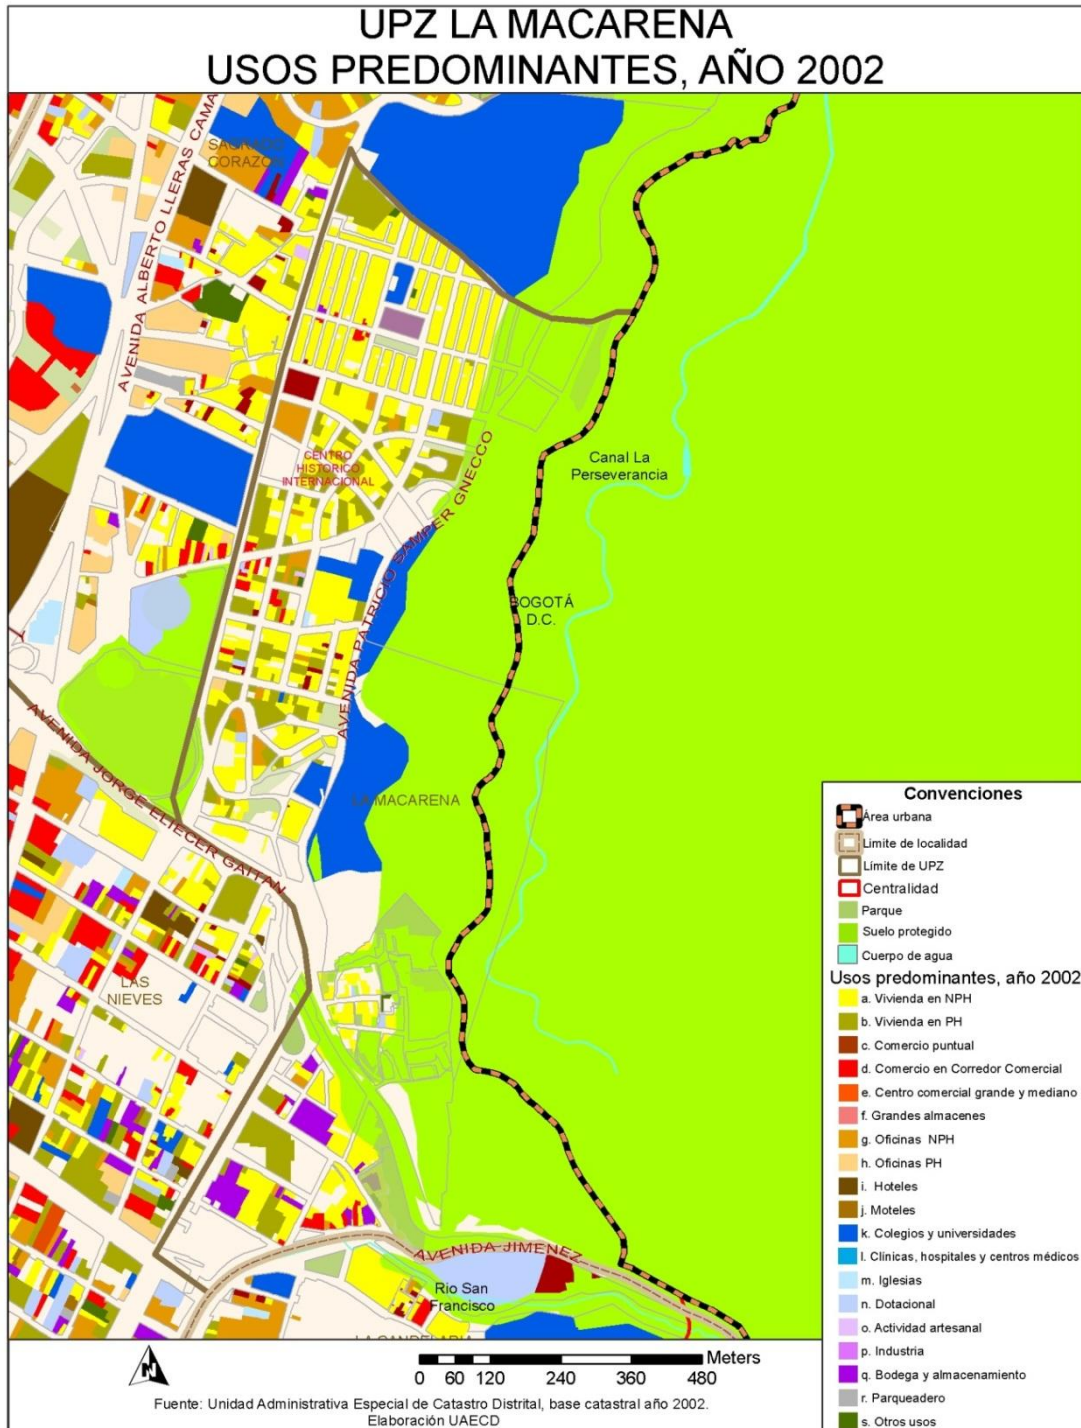 UPZ LA MACARENA
USOS PREDOMINANTES, AÑO 2002
SAGRADO
CORAZON
AVENIDA ALBERTO LLERAS CAMA
CENTRO
HISTORICO
INTERNACIONAL
AVENIDA PATRICIO SAMPER GNECCO
Canal La
Perseverancia
BOGOTÁ
D.C.
AVENIDA JORGE ELIECER GAITAN
LA MACARENA
LAS
NIEVES
AVENIDA JIMENEZ
Rio San
Francisco
LA CANDELARIA
Convenciones
Área urbana
Limite de localidad
Límite de UPZ
Centralidad
Parque
Suelo protegido
Cuerpo de agua
Usos predominantes, año 2002
a. Vivienda en NPH
b. Vivienda en PH
c. Comercio puntual
d. Comercio en Corredor Comercial
e. Centro comercial grande y mediano
f. Grandes almacenes
g. Oficinas NPH
h. Oficinas PH
i. Hoteles
j. Moteles
k. Colegios y universidades
l. Clínicas, hospitales y centros médicos
m. Iglesias
n. Dotacional
o. Actividad artesanal
p. Industria
q. Bodega y almacenamiento
r. Parqueadero
s. Otros usos
N
Meters
0 60 120 240 360 480
Fuente: Unidad Administrativa Especial de Catastro Distrital, base catastral año 2002.
Elaboración UAECD